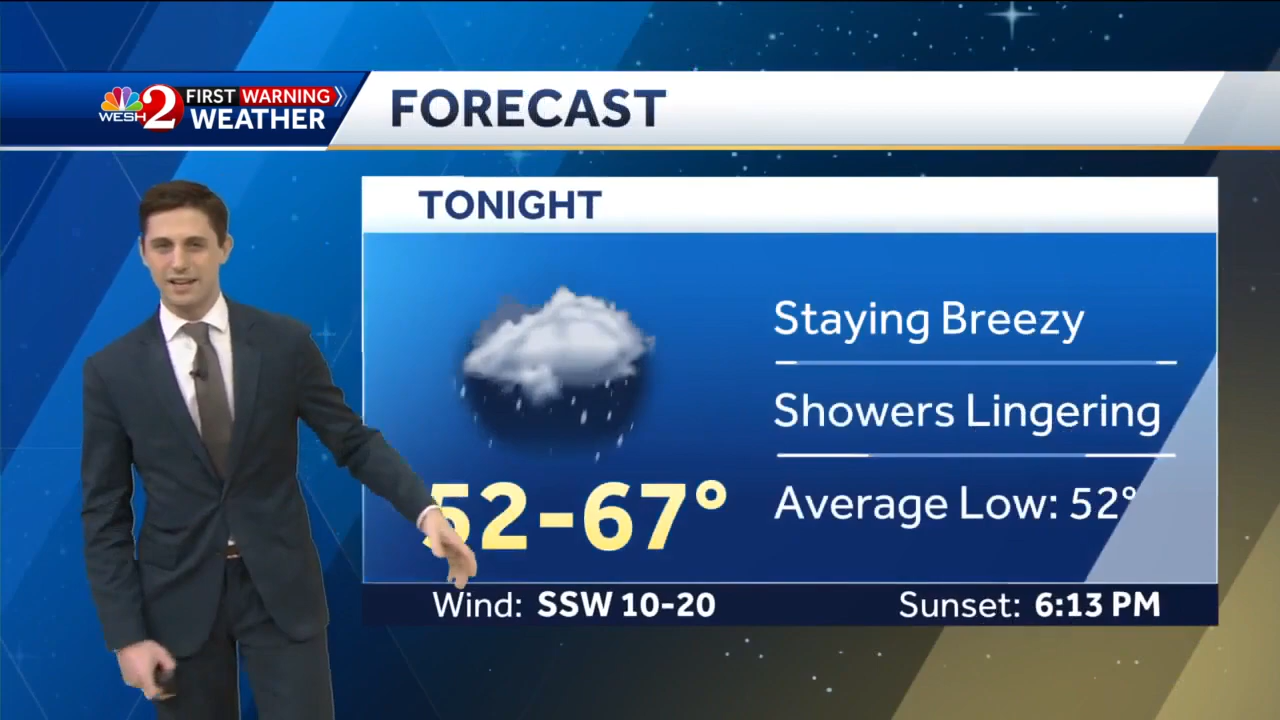 WESH 2 FIRST WARNING WEATHER
FORECAST
TONIGHT
Staying Breezy
Showers Lingering
52-67°
Average Low: 52°
Wind: SSW 10-20
Sunset: 6:13 PM